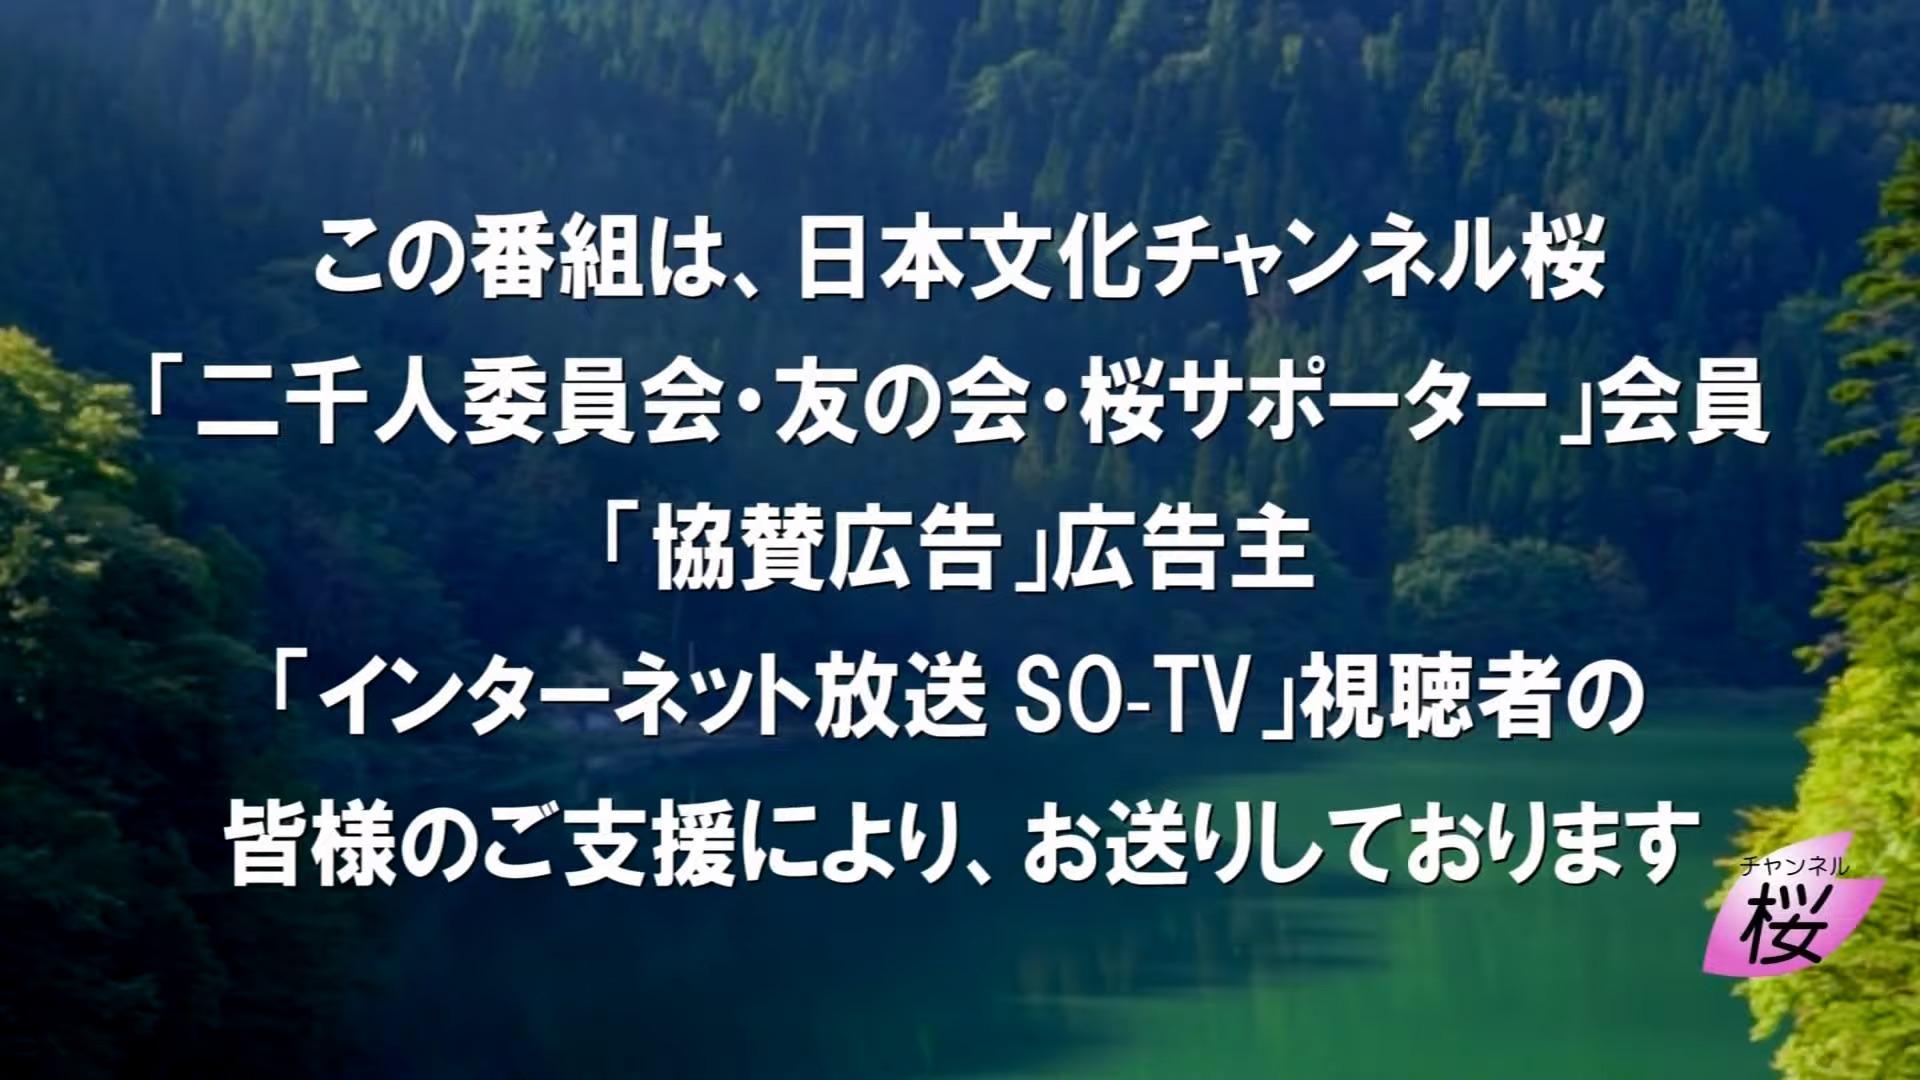 この番組は、日本文化チャンネル桜
「二千人委員会・友の会・桜サポーター」会員
「協賛広告」広告主
「インターネット放送 SO-TV」視聴者の
皆様のご支援により、お送りしております
チャンネル
桜